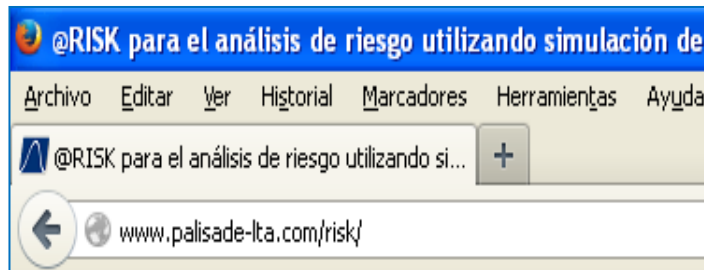 @RISK para el análisis de riesgo utilizando simulación de
Archivo Editar Ver Historial Marcadores Herramientas Ayuda
@RISK para el análisis de riesgo utilizando si... +
www.palisade-lta.com/risk/